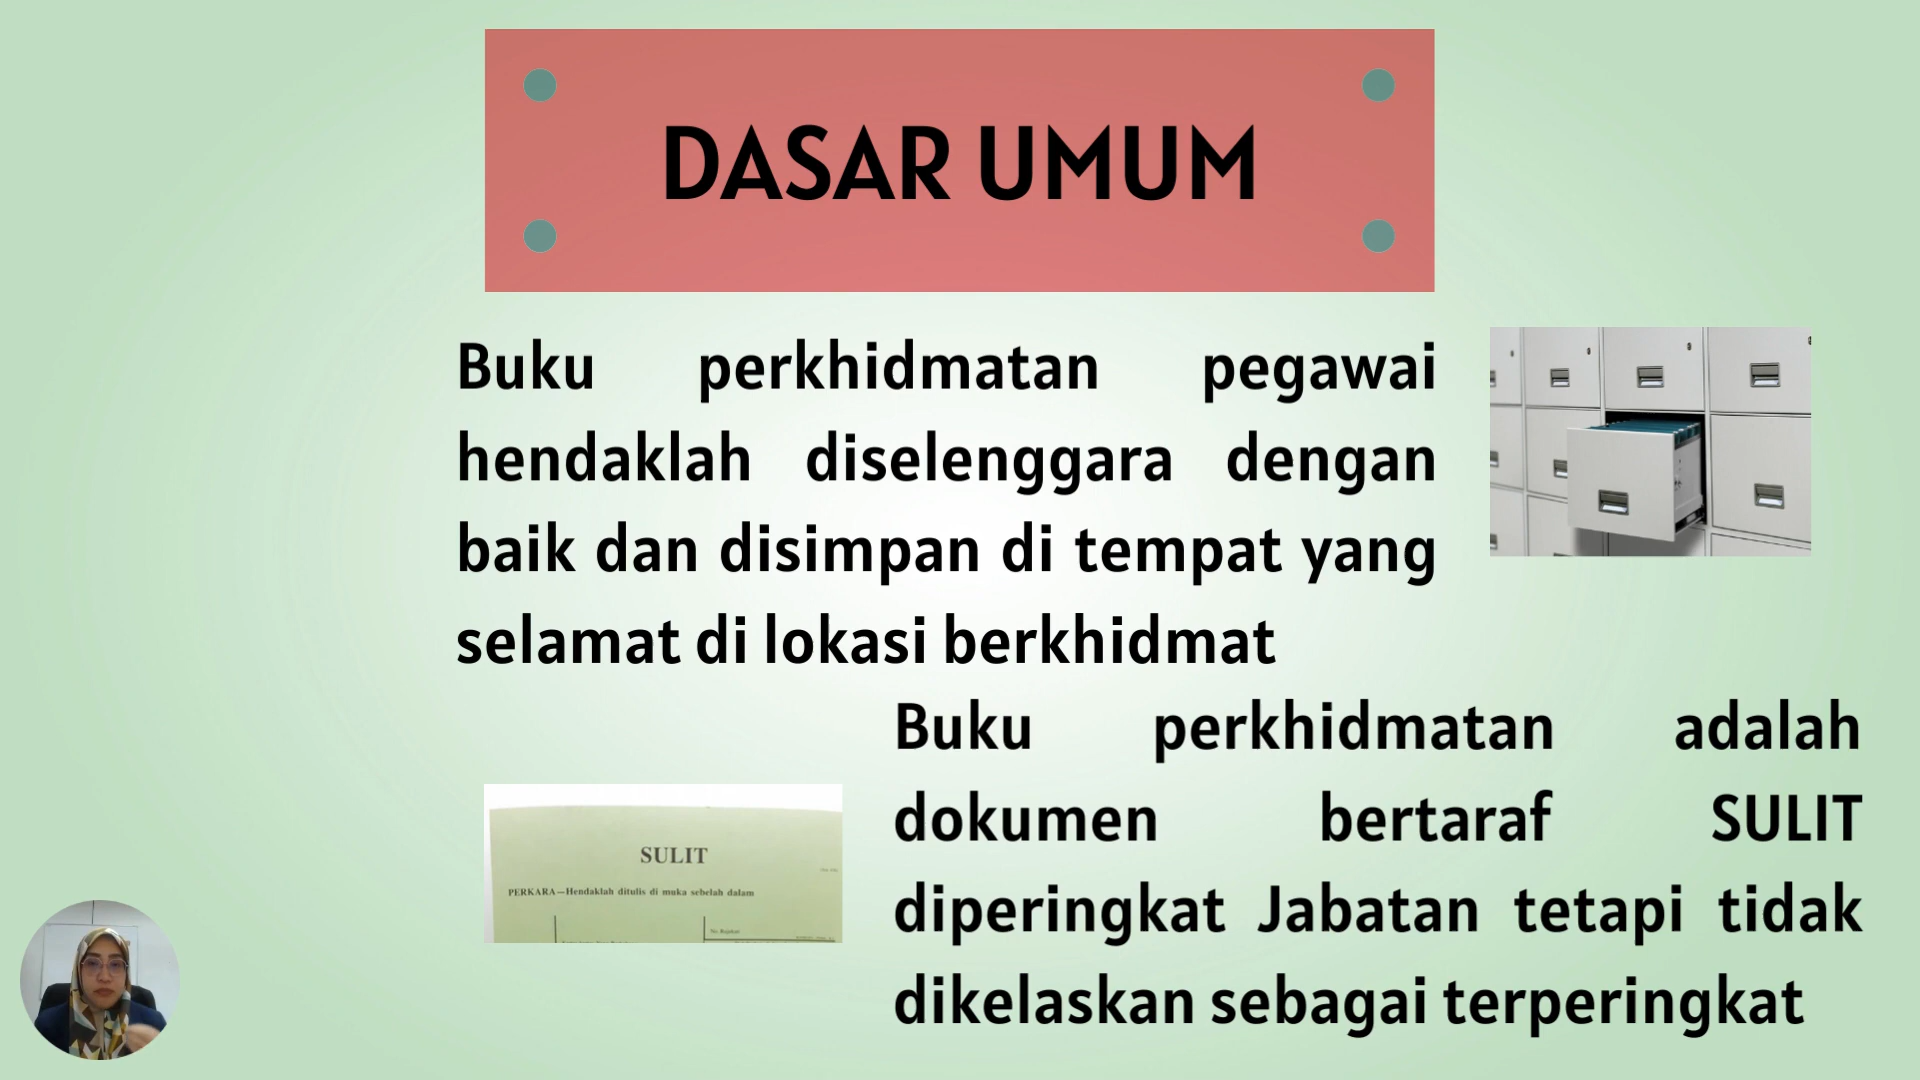 DASAR UMUM
Buku perkhidmatan pegawai
hendaklah diselenggara dengan
baik dan disimpan di tempat yang
selamat di lokasi berkhidmat
Buku perkhidmatan adalah
dokumen bertaraf SULIT
diperingkat Jabatan tetapi tidak
dikelaskan sebagai terperingkat
SULIT
PERKARA—Hendaklah ditulis di muka sebelah dalam
No. Rujukan